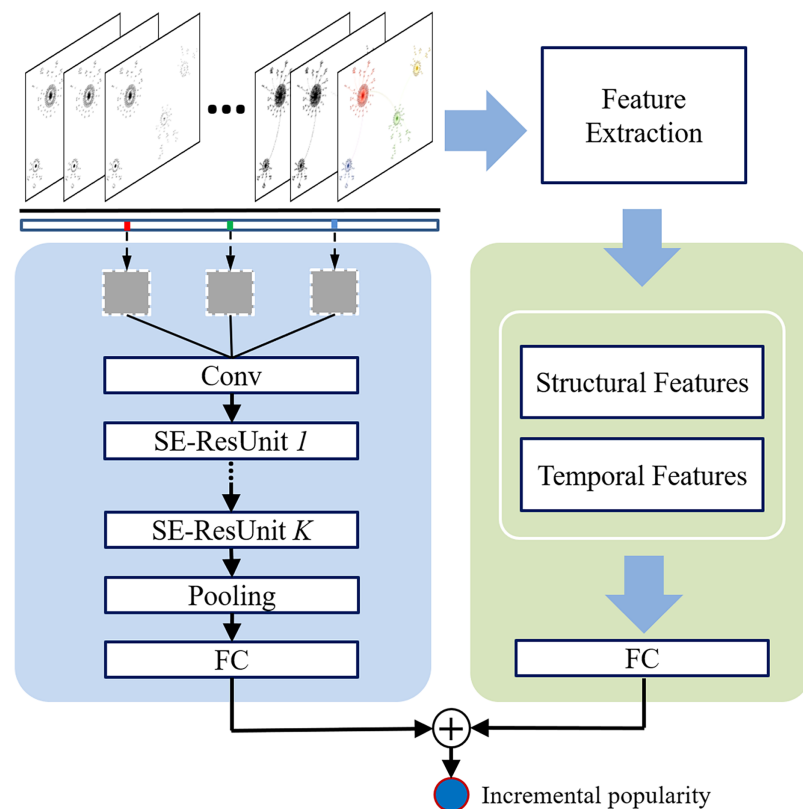 Feature
Extraction
Conv
SE-ResUnit 1
SE-ResUnit K
Pooling
FC
Structural Features
Temporal Features
FC
Incremental popularity